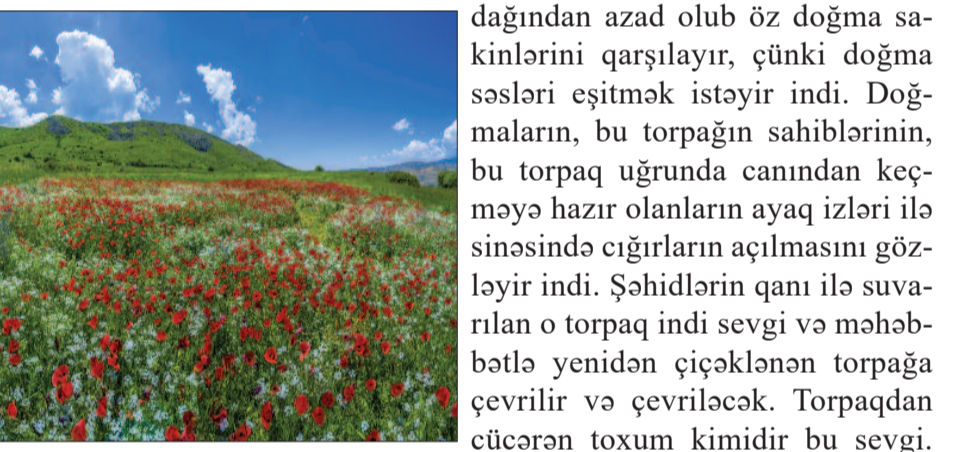 dağından azad olub öz doğma sa-
kinlərini qarşılayır, çünki doğma
səsləri eşitmək istəyir indi. Doğ-
maların, bu torpağın sahiblərinin,
bu torpaq uğrunda canından keç-
məyə hazır olanların ayaq izləri ilə
sinəsində cığırların açılmasını göz-
ləyir indi. Şəhidlərin qanı ilə suva-
rılan o torpaq indi sevgi və məhəb-
bətlə yenidən çiçəklənən torpağa
çevrilir və çevriləcək. Torpaqdan
cücərən toxum kimidir bu sevgi.